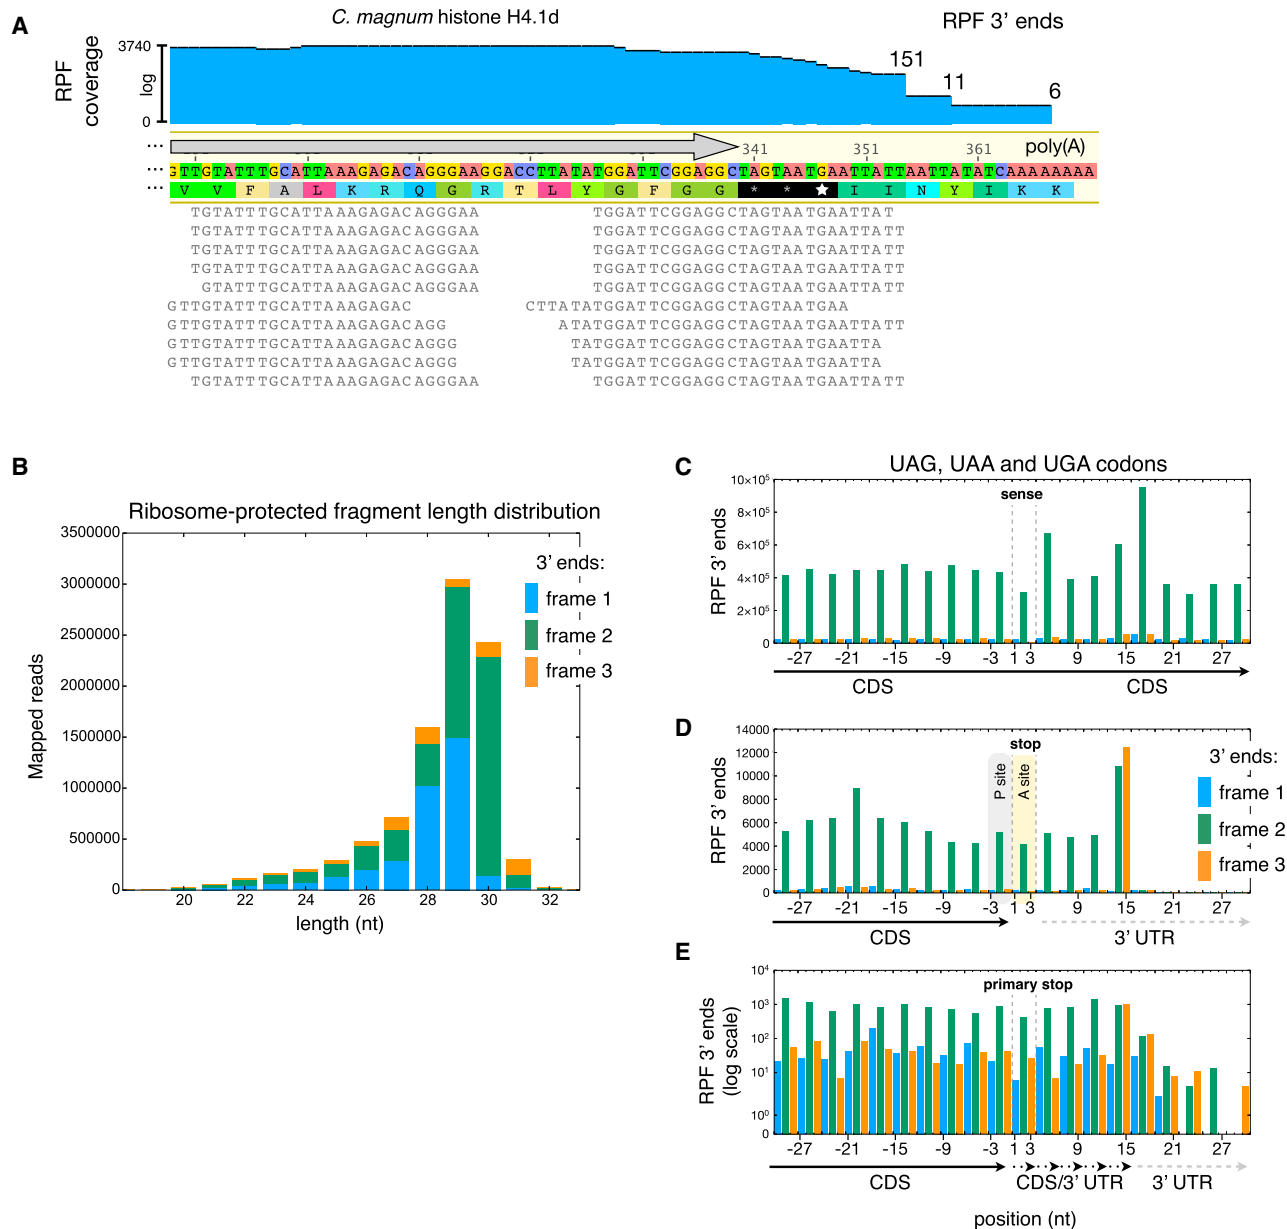 A
C. magnum histone H4.1d
RPF 3' ends
RPF coverage
log
3740
0
151
11
6
... 341 351 361 poly(A)
... GTTGTATTTGCATTAAAGAGACAGGGAAGGACCTTATATGGATTCGGAGGCTAGTAATGAATTATTAATTATATCAAAAAAAA
... V V F A L K R Q G R T L Y G F G G * * ★ I I N Y I K K
TGTATTTGCATTAAAGAGACAGGGAA TGGATTCGGAGGCTAGTAATGAATTAT
TGTATTTGCATTAAAGAGACAGGGAA TGGATTCGGAGGCTAGTAATGAATTATT
TGTATTTGCATTAAAGAGACAGGGAA TGGATTCGGAGGCTAGTAATGAATTATT
TGTATTTGCATTAAAGAGACAGGGAA TGGATTCGGAGGCTAGTAATGAATTATT
GTATTTGCATTAAAGAGACAGGGAA TGGATTCGGAGGCTAGTAATGAATTATT
GTTGTATTTGCATTAAAGAGAC CTTATATGGATTCGGAGGCTAGTAATGAA
GTTGTATTTGCATTAAAGAGACAGG ATATGGATTCGGAGGCTAGTAATGAATTATT
GTTGTATTTGCATTAAAGAGACAGGG TATGGATTCGGAGGCTAGTAATGAATTA
GTTGTATTTGCATTAAAGAGACAGGG TATGGATTCGGAGGCTAGTAATGAATTA
TGTATTTGCATTAAAGAGACAGGGAA TGGATTCGGAGGCTAGTAATGAATTATT
B
Ribosome-protected fragment length distribution
Mapped reads
3500000
3000000
2500000
2000000
1500000
1000000
500000
0
3' ends:
frame 1
frame 2
frame 3
20 22 24 26 28 30 32
length (nt)
C
UAG, UAA and UGA codons
RPF 3' ends
10×10⁵
8×10⁵
6×10⁵
4×10⁵
2×10⁵
0
sense
-27 -21 -15 -9 -3 1 3 9 15 21 27
CDS CDS
D
RPF 3' ends
14000
12000
10000
8000
6000
4000
2000
0
stop
P site
A site
3' ends:
frame 1
frame 2
frame 3
-27 -21 -15 -9 -3 1 3 9 15 21 27
CDS 3' UTR
E
RPF 3' ends
(log scale)
10⁴
10³
10²
10¹
10⁰
0
primary stop
-27 -21 -15 -9 -3 1 3 9 15 21 27
CDS CDS/3' UTR 3' UTR
position (nt)